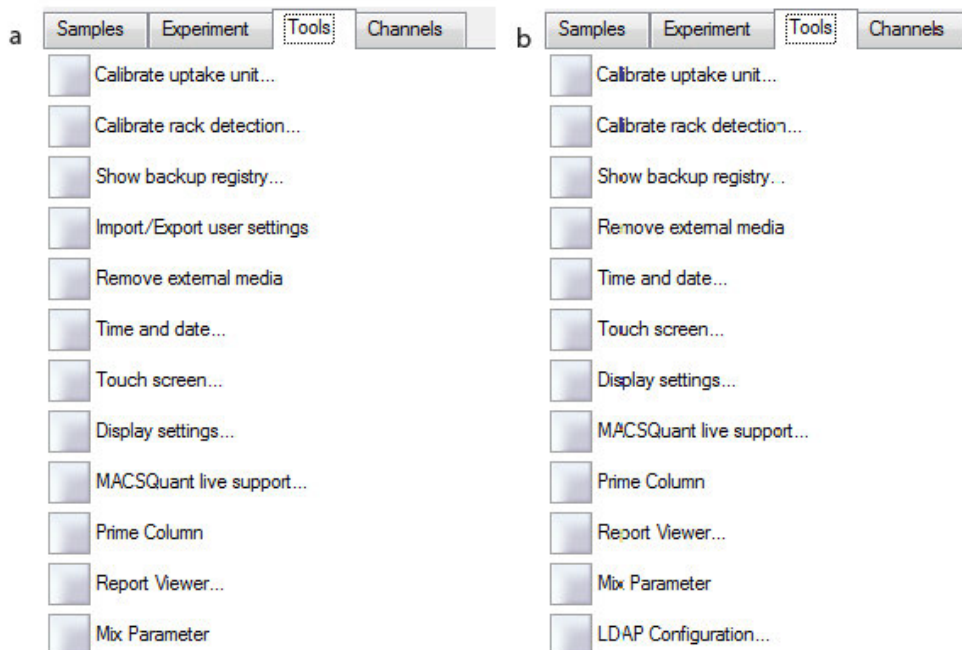 a
Samples Experiment Tools Channels
Calibrate uptake unit...
Calibrate rack detection...
Show backup registry...
Import/Export user settings
Remove external media
Time and date...
Touch screen...
Display settings...
MACSQuant live support...
Prime Column
Report Viewer...
Mix Parameter
b
Samples Experiment Tools Channels
Calibrate uptake unit...
Calibrate rack detection...
Show backup registry...
Remove external media
Time and date...
Touch screen...
Display settings...
MACSQuant live support...
Prime Column
Report Viewer...
Mix Parameter
LDAP Configuration...